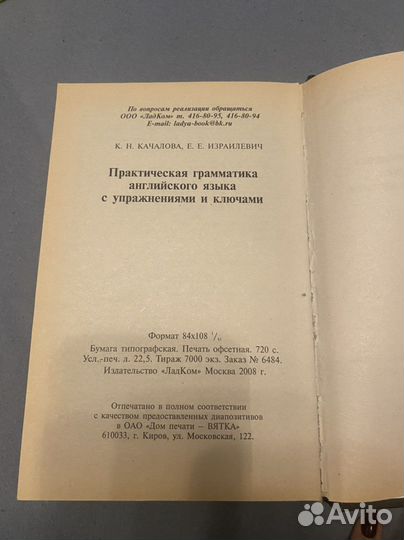 По вопросам реализации обращаться
ООО «ЛадКом» т. 416-80-95, 416-80-94
E-mail: ladya-book@bk.ru
К. Н. КАЧАЛОВА, Е. Е. ИЗРАИЛЕВИЧ
Практическая грамматика
английского языка
с упражнениями и ключами
Формат 84х108
Бумага типографская. Печать офсетная. 720 с.
Усл.-печ. л. 22,5. Тираж 7000 экз. Заказ № 6484.
Издательство «ЛадКом» Москва 2008 г.
Отпечатано в полном соответствии
с качеством предоставленных диапозитивов
в ОАО «Дом печати — ВЯТКА»
610033, г. Киров, ул. Московская, 122.
Avito